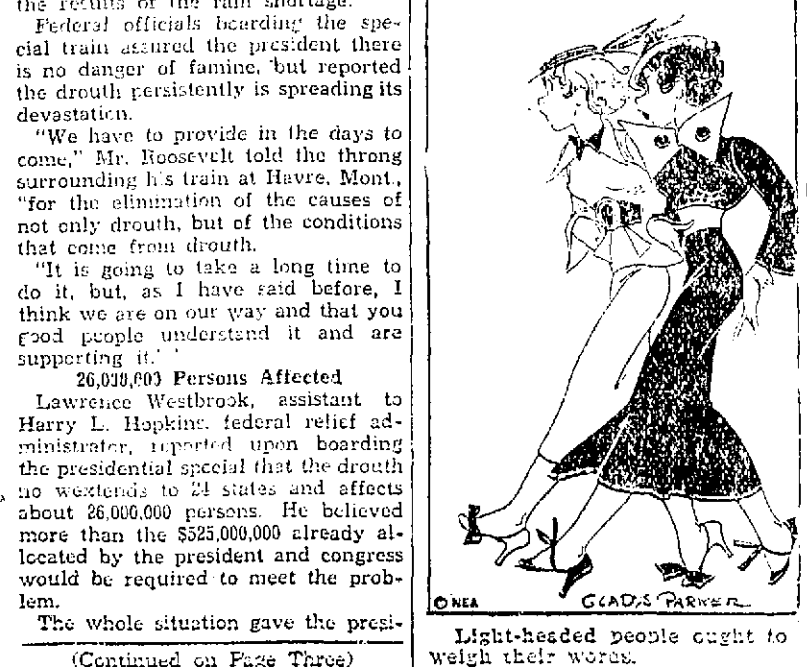 the results of the rain shortage.
Federal officials boarding the spe-
cial train assured the president there
is no danger of famine, but reported
the drouth persistently is spreading its
devastation.
"We have to provide in the days to
come," Mr. Roosevelt told the throng
surrounding his train at Havre, Mont.,
"for the elimination of the causes of
not only drouth, but of the conditions
that come from drouth.
"It is going to take a long time to
do it, but, as I have said before, I
think we are on our way and that you
good people understand it and are
supporting it."
26,000,000 Persons Affected
Lawrence Westbrook, assistant to
Harry L. Hopkins, federal relief ad-
ministrator, reported upon boarding
the presidential special that the drouth
no wextends to 24 states and affects
about 26,000,000 persons. He believed
more than the $525,000,000 already al-
located by the president and congress
would be required to meet the prob-
lem.
The whole situation gave the presi-
(Continued on Page Three)
© NEA GLADYS PARKER
Light-headed people ought to
weigh their words.